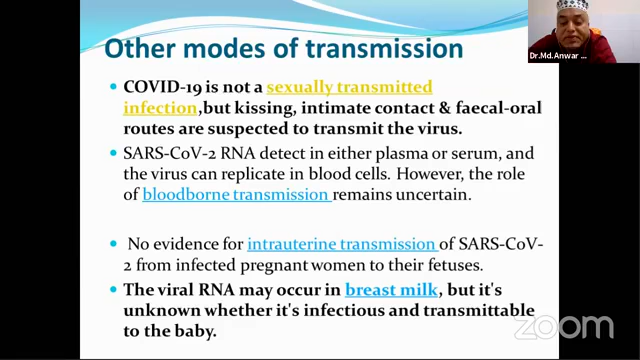 Other modes of transmission
Dr.Md.Anwar ...
COVID-19 is not a sexually transmitted
infection,but kissing, intimate contact & faecal-oral
routes are suspected to transmit the virus.
SARS-CoV-2 RNA detect in either plasma or serum, and
the virus can replicate in blood cells. However, the role
of bloodborne transmission remains uncertain.
No evidence for intrauterine transmission of SARS-CoV-
2 from infected pregnant women to their fetuses.
The viral RNA may occur in breast milk, but it's
unknown whether it's infectious and transmittable
to the baby.
zoom